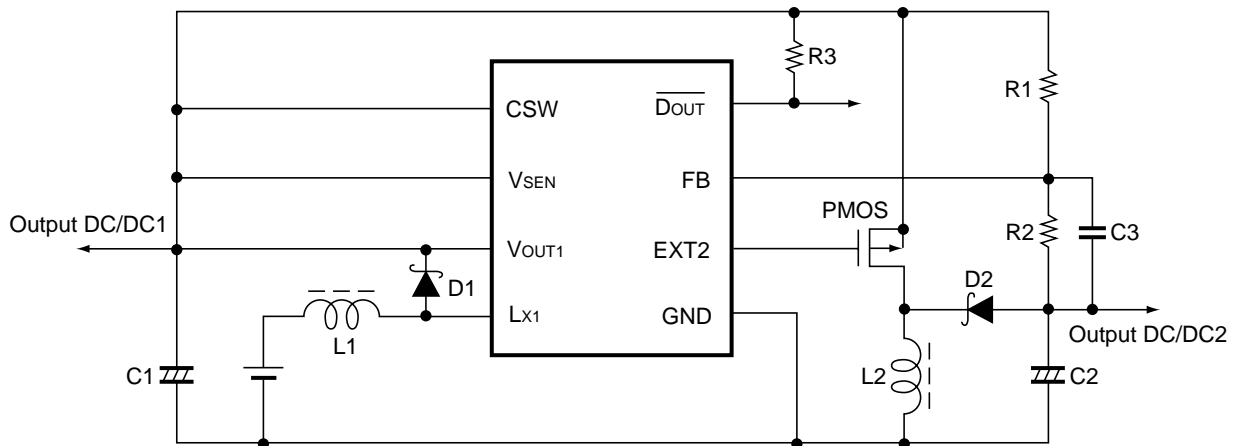 R3
R1
CSW
DOUT
VSEN
FB
Output DC/DC1
PMOS
R2
C3
VOUT1
EXT2
D1
D2
LX1
GND
L1
Output DC/DC2
C1
L2
C2